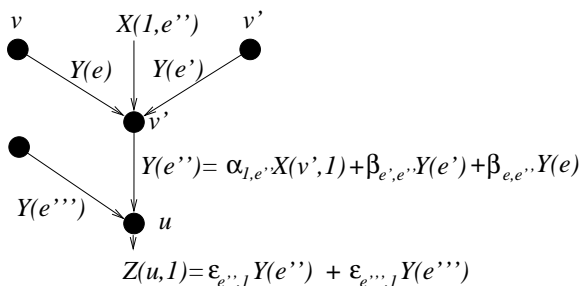 v X(1,e'') v'
Y(e) Y(e')
v'
Y(e'')= α_{1,e''}X(v',1)+β_{e',e''}Y(e')+β_{e,e''}Y(e)
Y(e''')
u
Z(u,1)=ε_{e'',1}Y(e'') + ε_{e''',1}Y(e''')